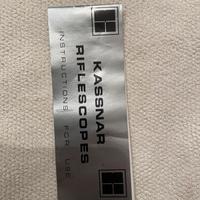 KASSNAR
RIFLESCOPES
INSTRUCTIONS FOR USE